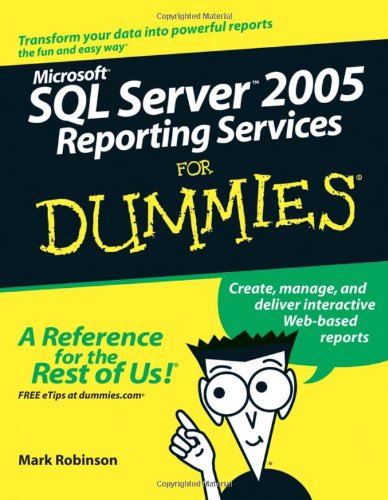 Copyrighted Material
Transform your data into powerful reports
the fun and easy way®
Microsoft®
SQL Server™ 2005
Reporting Services
FOR
DUMMIES®
Create, manage, and
deliver interactive
Web-based
reports
A Reference
for the
Rest of Us!®
FREE eTips at dummies.com®
Mark Robinson
Copyrighted Material